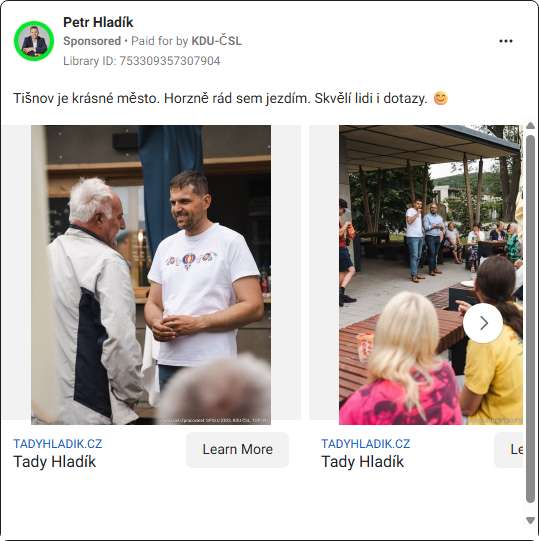 Petr Hladík
Sponsored • Paid for by KDU-ČSL
Library ID: 753309357307904
Tišnov je krásné město. Horzně rád sem jezdím. Skvělí lidi i dotazy. 😊
TADYHLADIK.CZ
Tady Hladík
Learn More
TADYHLADIK.CZ
Tady Hladík
Le